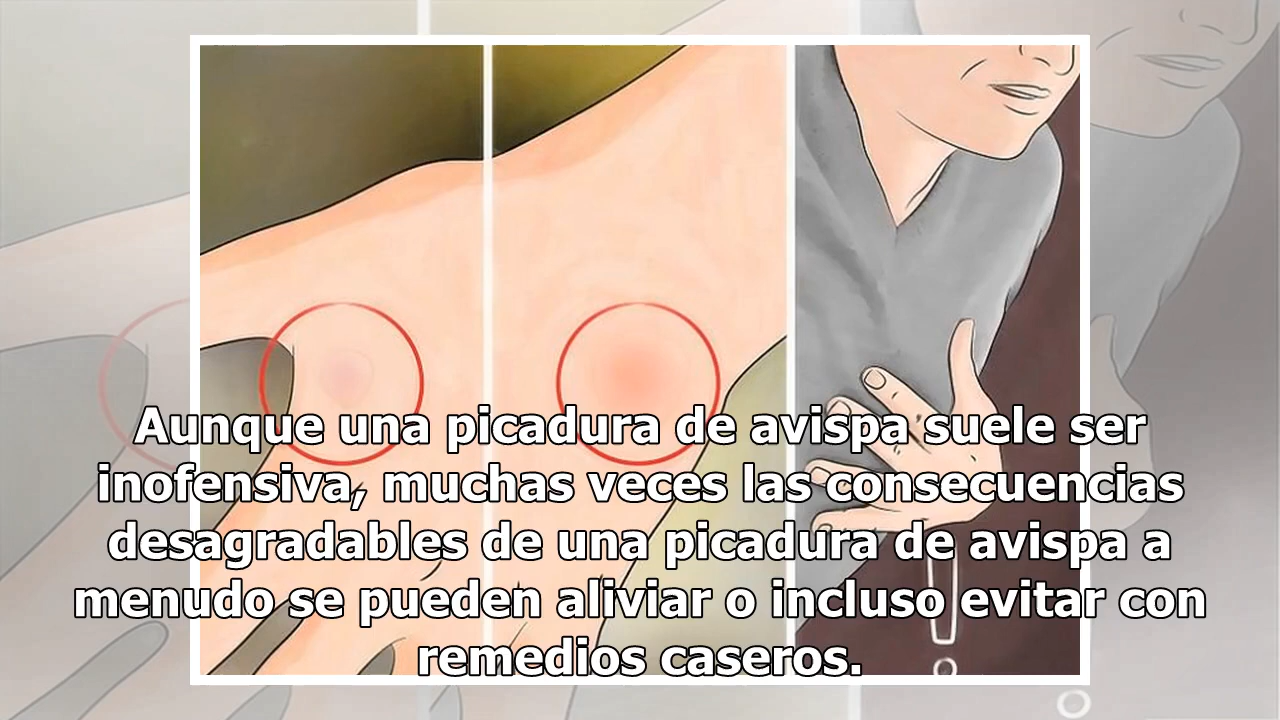 Aunque una picadura de avispa suele ser
inofensiva, muchas veces las consecuencias
desagradables de una picadura de avispa a
menudo se pueden aliviar o incluso evitar con
remedios caseros.